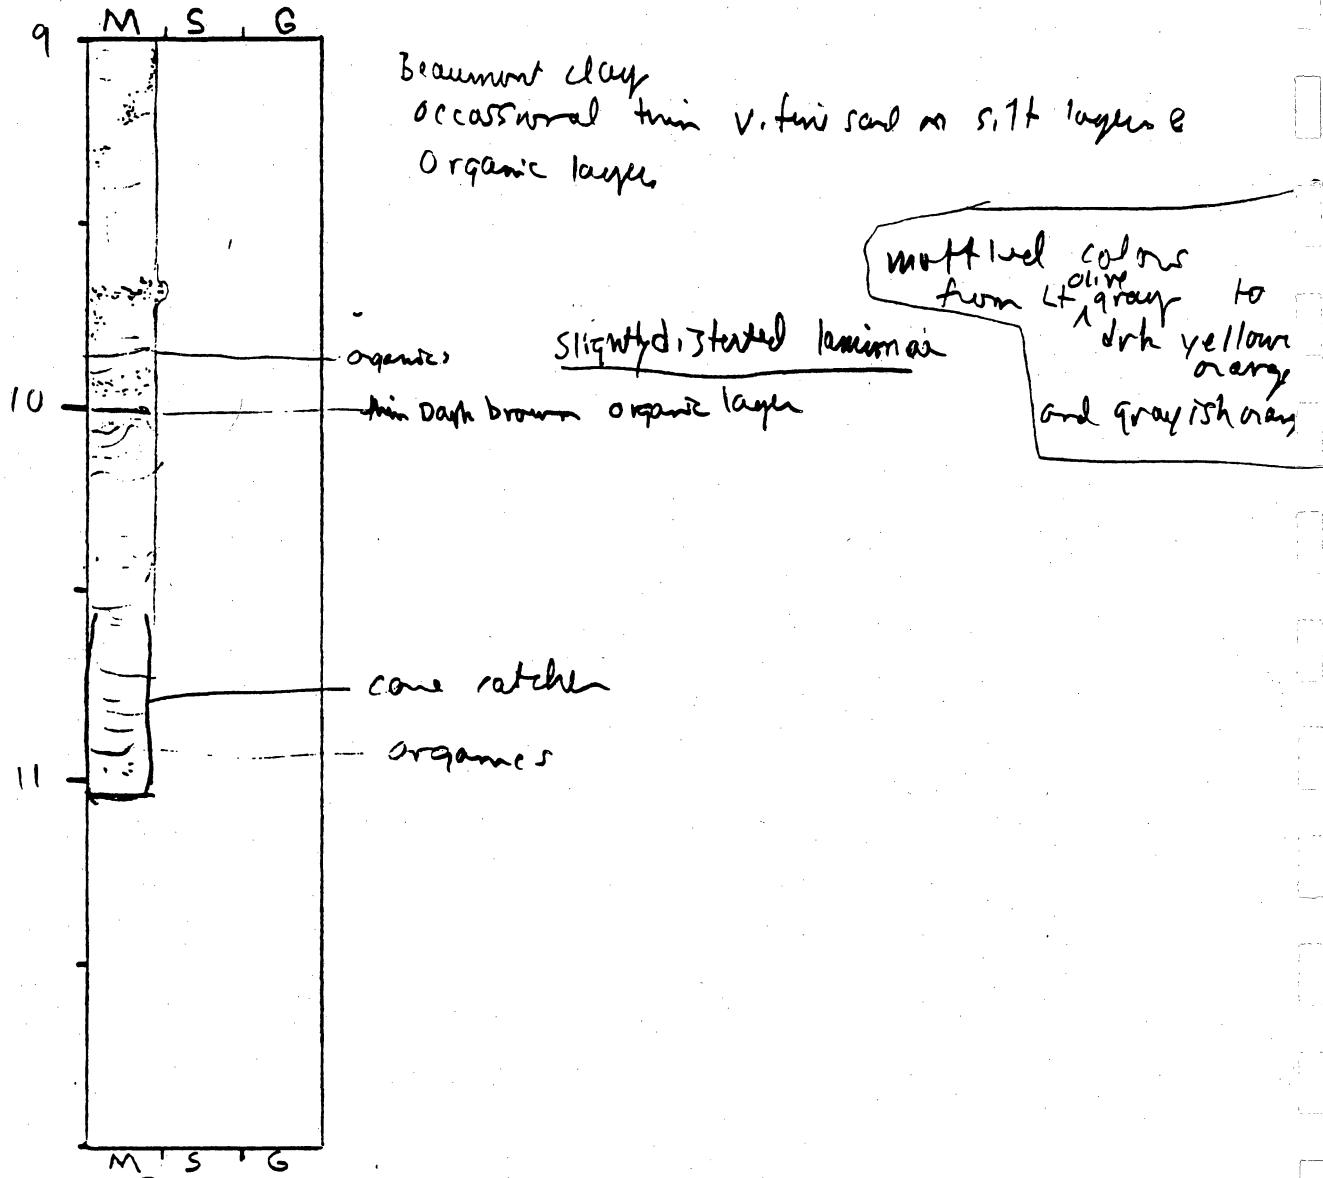 M S G
9
Beaumont clay
occassional thin v. fine sand or silt layers &
Organic layers
mottled colors
from Lt olive gray to
drk yellow
orange
and grayish orang
organics
slightly distorted laminae
10
thin Dark brown organic layer
core catcher
organics
11
M S G